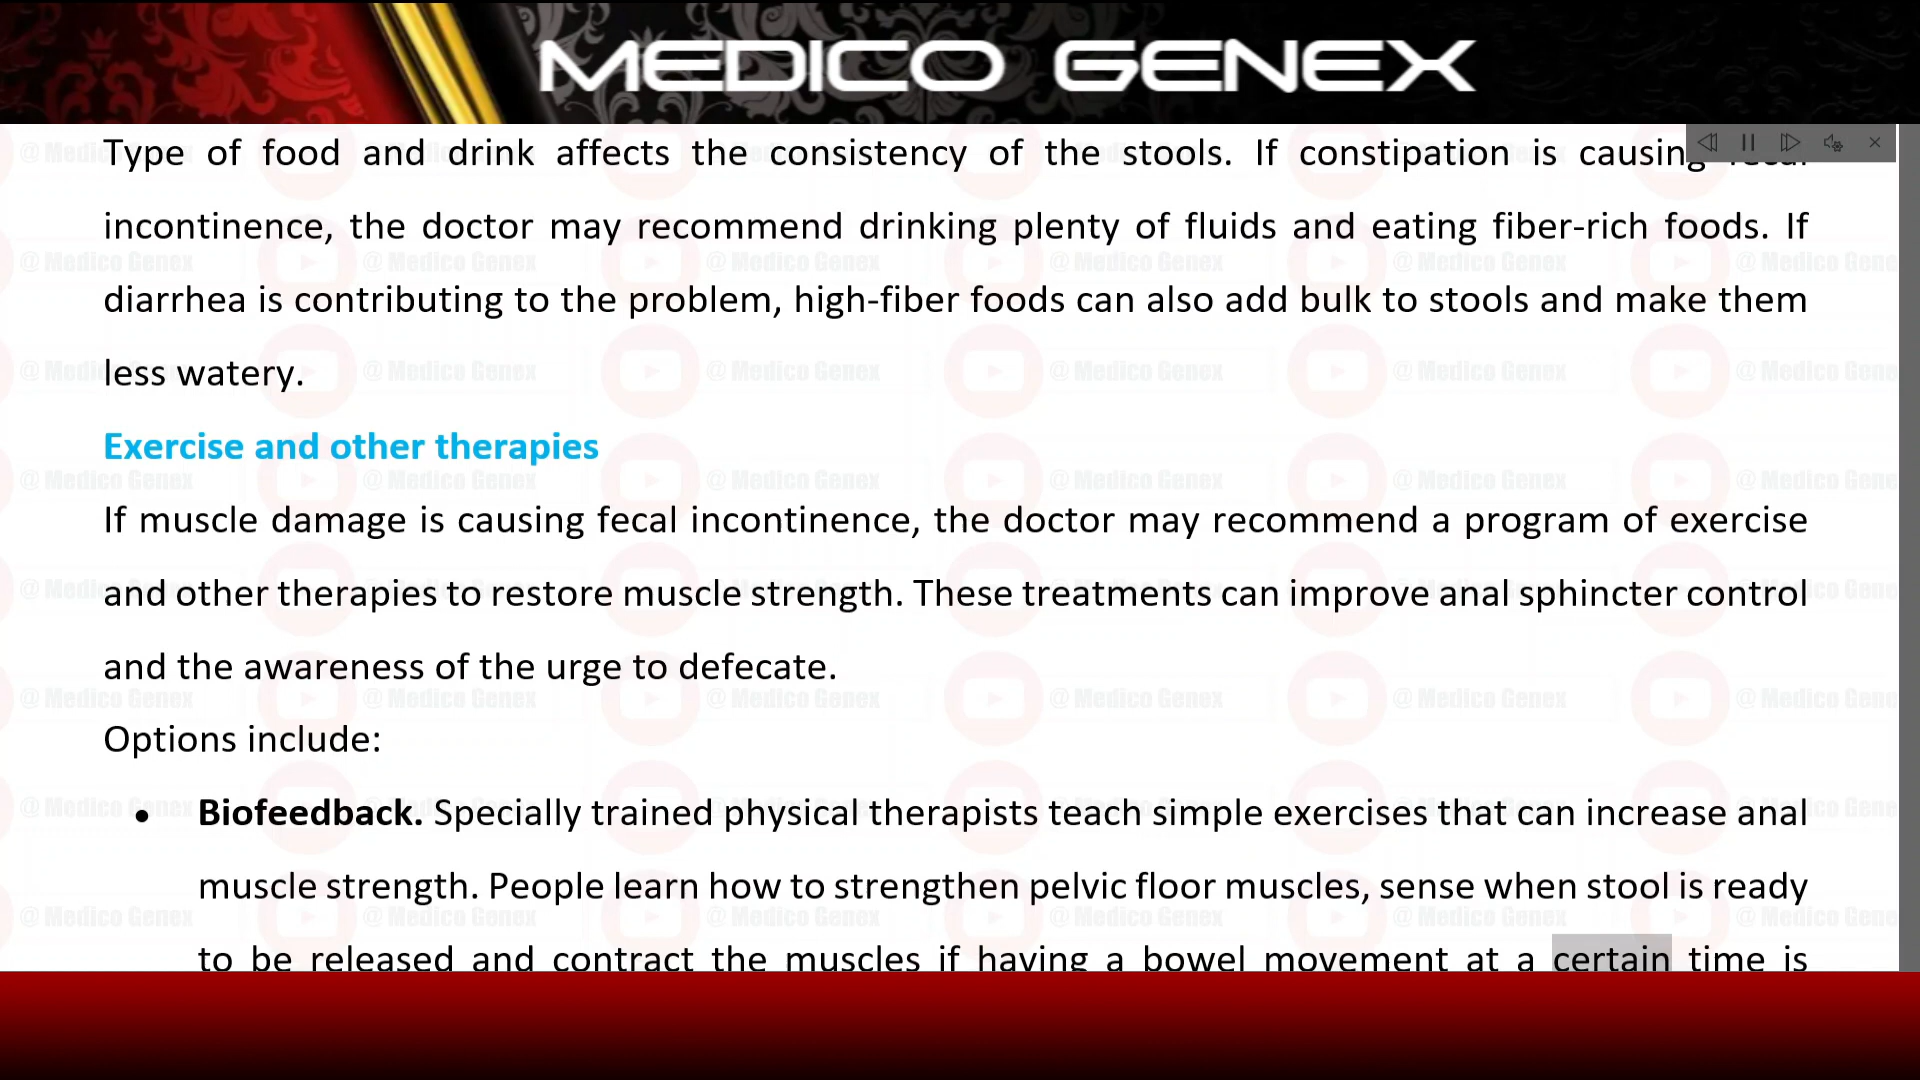 MEDICO GENEX
Type of food and drink affects the consistency of the stools. If constipation is causing fecal
incontinence, the doctor may recommend drinking plenty of fluids and eating fiber-rich foods. If
diarrhea is contributing to the problem, high-fiber foods can also add bulk to stools and make them
less watery.
Exercise and other therapies
If muscle damage is causing fecal incontinence, the doctor may recommend a program of exercise
and other therapies to restore muscle strength. These treatments can improve anal sphincter control
and the awareness of the urge to defecate.
Options include:
• Biofeedback. Specially trained physical therapists teach simple exercises that can increase anal
muscle strength. People learn how to strengthen pelvic floor muscles, sense when stool is ready
to be released and contract the muscles if having a bowel movement at a certain time is
@Medico Genex